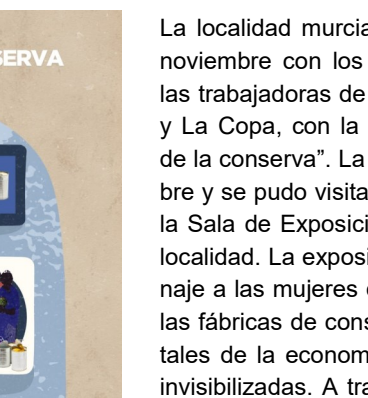 SERVA
La localidad murcia
noviembre con los
las trabajadoras de
y La Copa, con la
de la conserva”. La
bre y se pudo visita
la Sala de Exposici
localidad. La exposi
naje a las mujeres
las fábricas de cons
tales de la econom
invisibilizadas. A tra